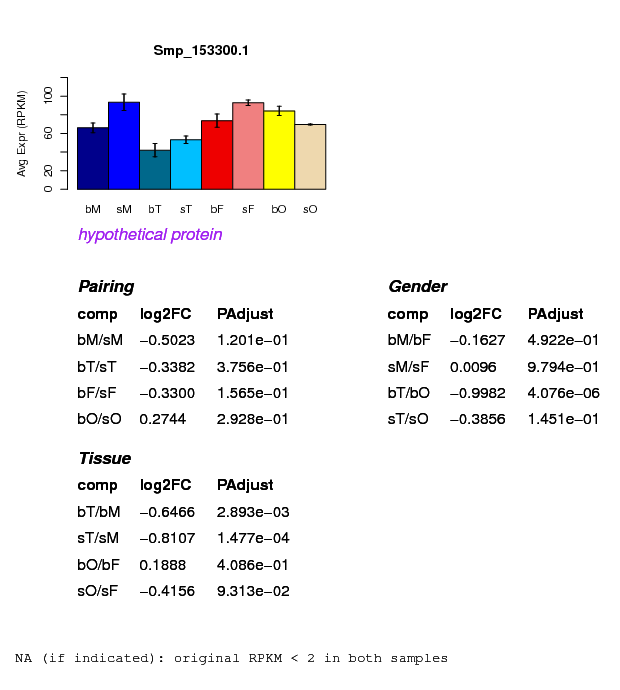 Smp_153300.1
Avg Expr (RPKM)
100
60
20
0
bM sM bT sT bF sF bO sO
hypothetical protein
Pairing
comp log2FC PAdjust
bM/sM −0.5023 1.201e−01
bT/sT −0.3382 3.756e−01
bF/sF −0.3300 1.565e−01
bO/sO 0.2744 2.928e−01
Gender
comp log2FC PAdjust
bM/bF −0.1627 4.922e−01
sM/sF 0.0096 9.794e−01
bT/bO −0.9982 4.076e−06
sT/sO −0.3856 1.451e−01
Tissue
comp log2FC PAdjust
bT/bM −0.6466 2.893e−03
sT/sM −0.8107 1.477e−04
bO/bF 0.1888 4.086e−01
sO/sF −0.4156 9.313e−02
NA (if indicated): original RPKM < 2 in both samples